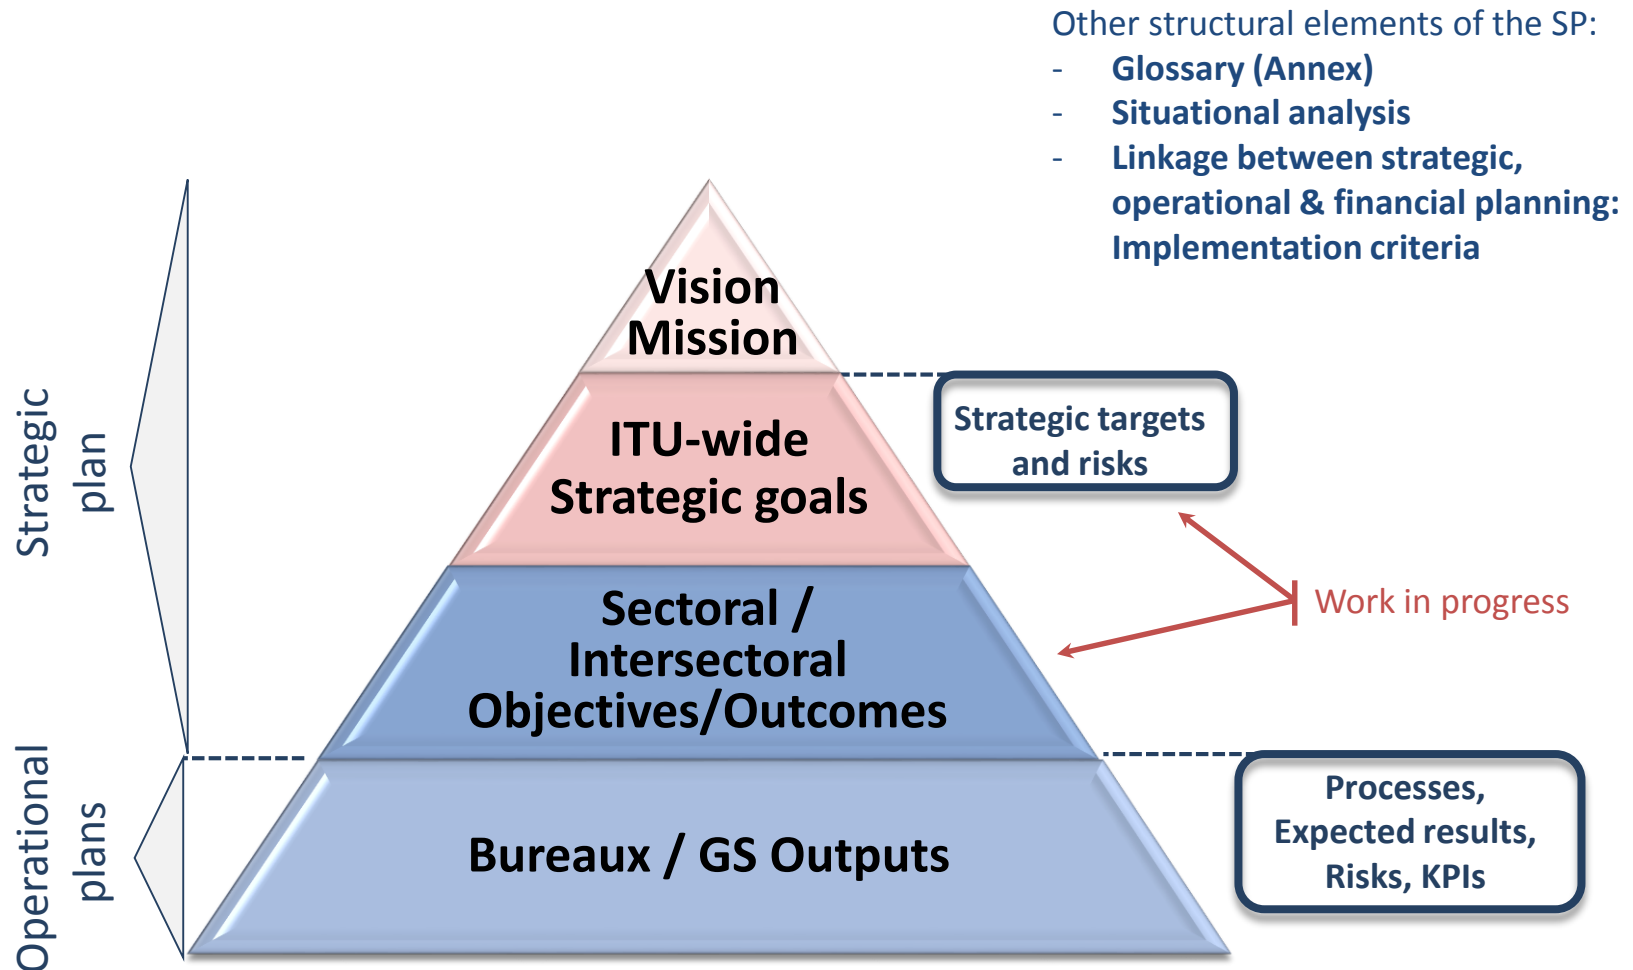 Other structural elements of the SP:
- Glossary (Annex)
- Situational analysis
- Linkage between strategic,
operational & financial planning:
Implementation criteria
Strategic
plan
Vision
Mission
ITU-wide
Strategic goals
Strategic targets
and risks
Sectoral /
Intersectoral
Objectives/Outcomes
Work in progress
Operational
plans
Bureaux / GS Outputs
Processes,
Expected results,
Risks, KPIs